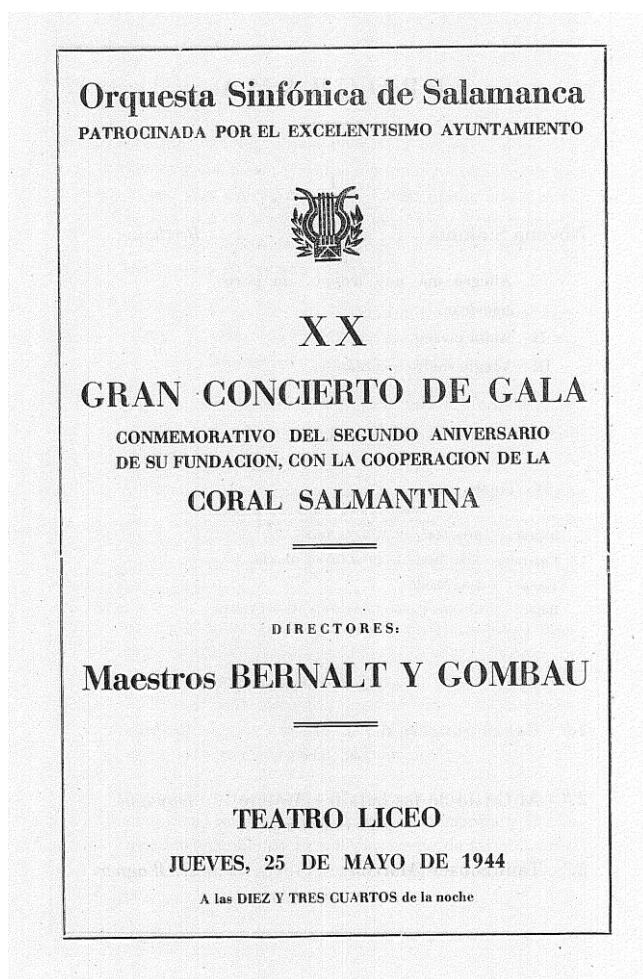 Orquesta Sinfónica de Salamanca
PATROCINADA POR EL EXCELENTISIMO AYUNTAMIENTO
XX
GRAN CONCIERTO DE GALA
CONMEMORATIVO DEL SEGUNDO ANIVERSARIO
DE SU FUNDACION, CON LA COOPERACION DE LA
CORAL SALMANTINA
DIRECTORES:
Maestros BERNALT Y GOMBAU
TEATRO LICEO
JUEVES, 25 DE MAYO DE 1944
A las DIEZ Y TRES CUARTOS de la noche